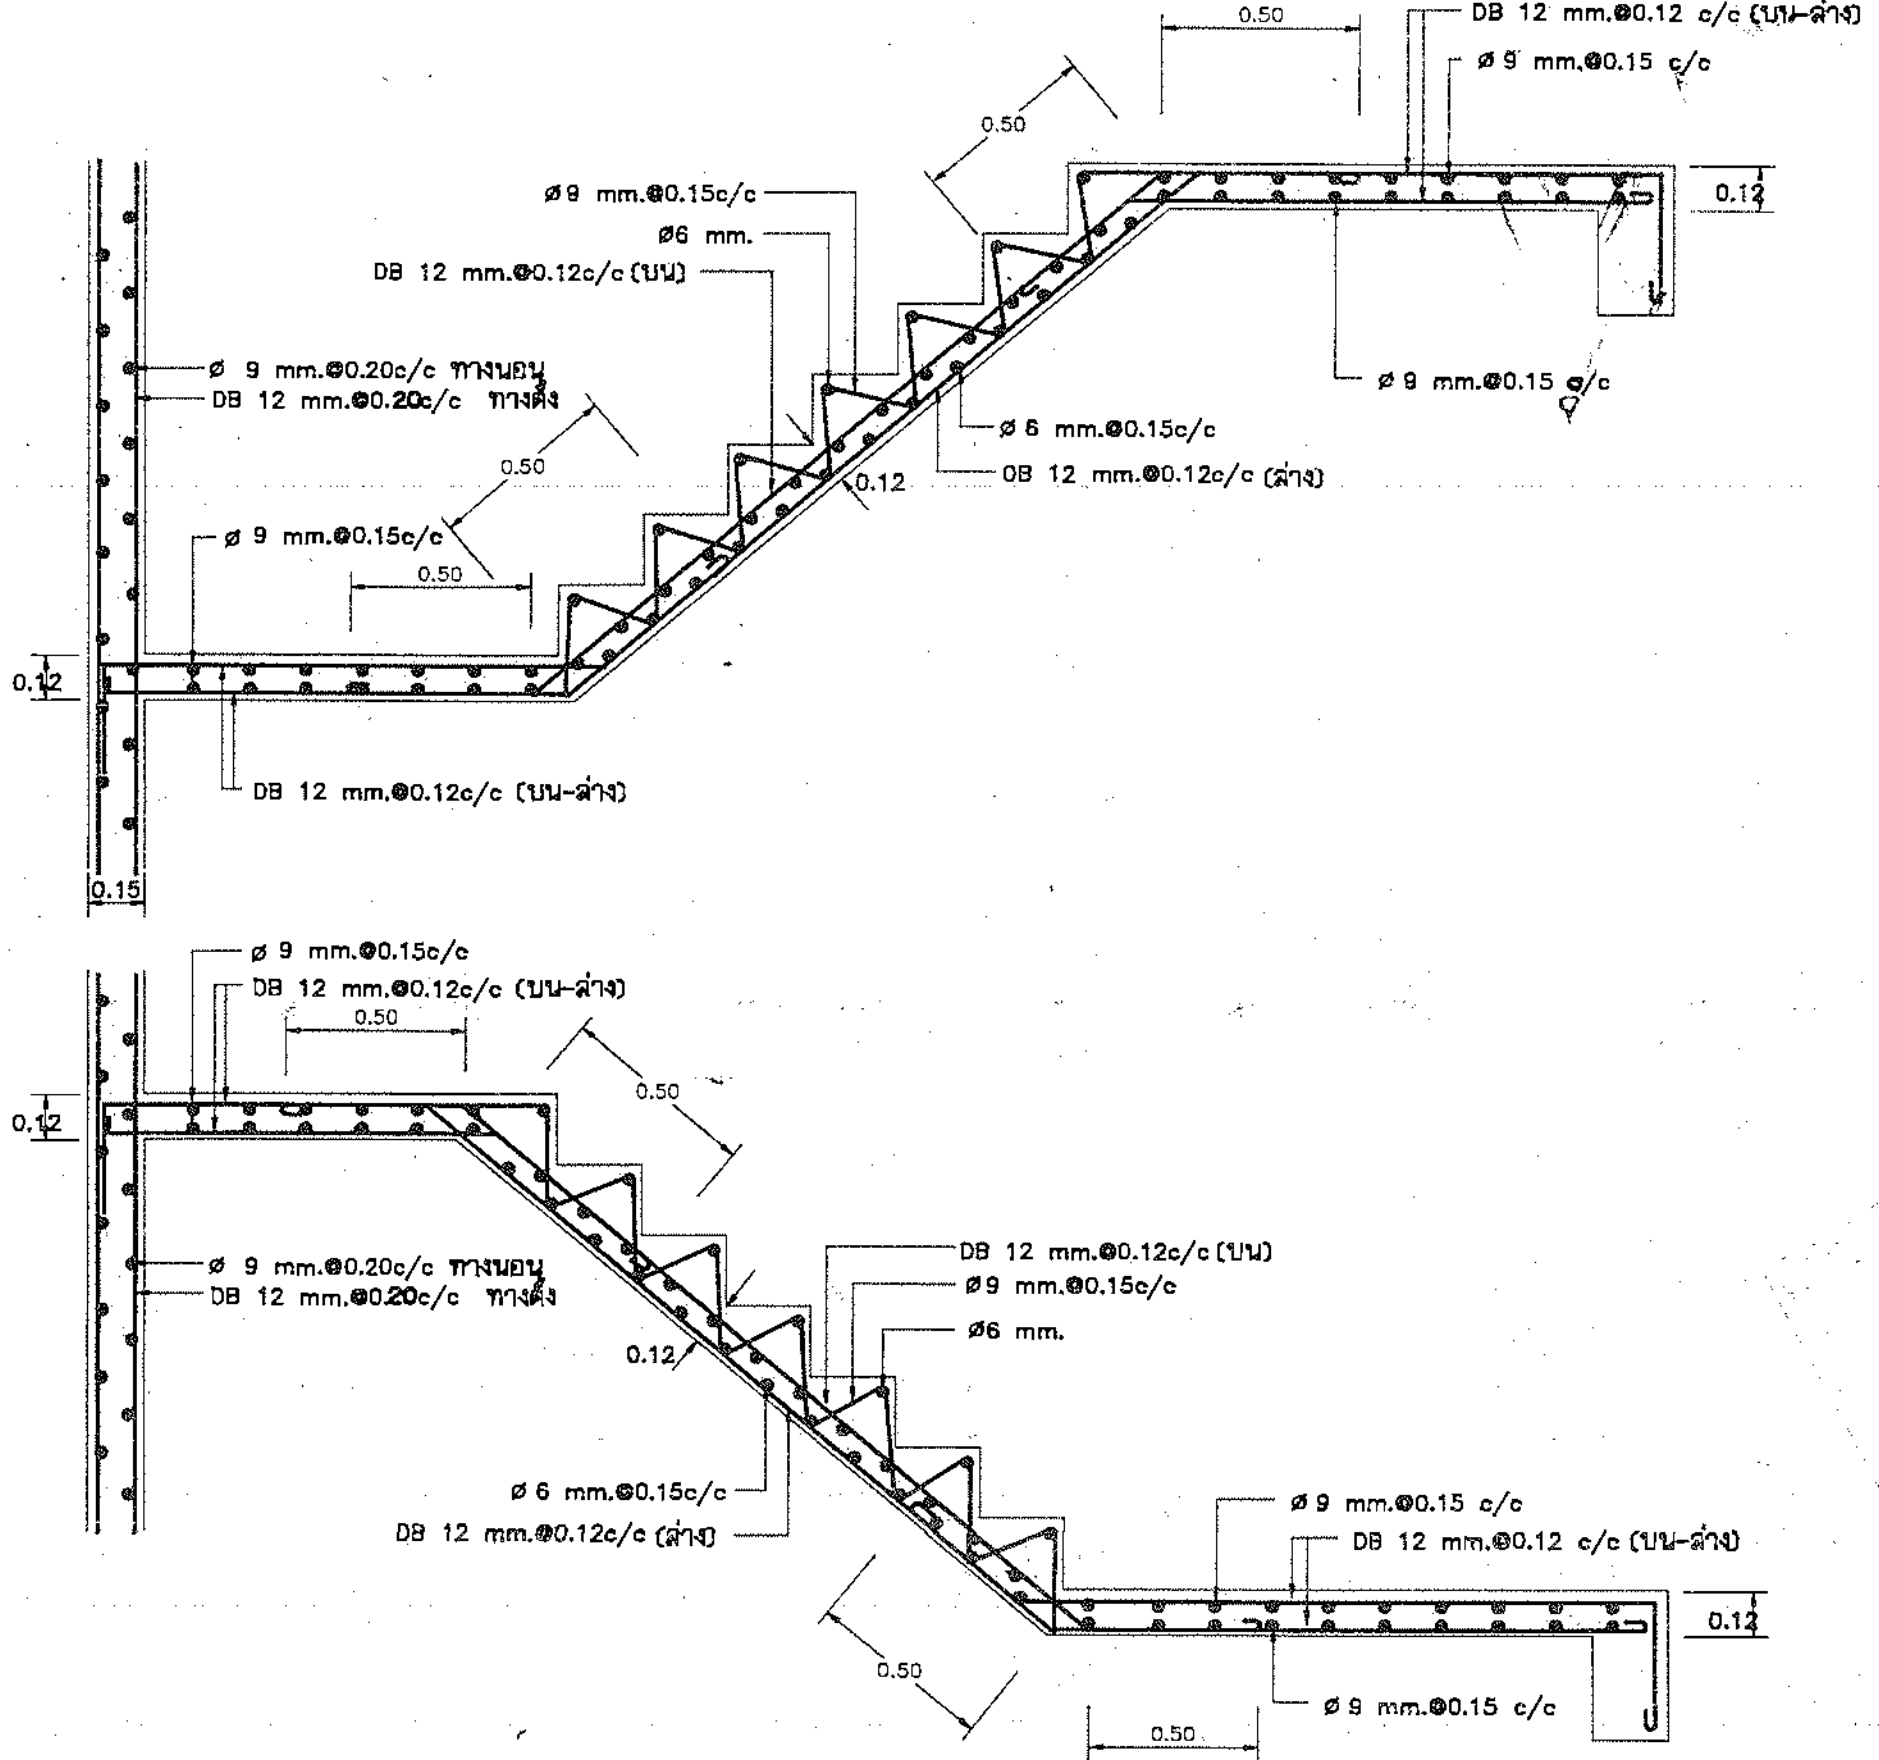 0.50
DB 12 mm.@0.12 c/c (บน-ล่าง)
Ø 9 mm.@0.15 c/c
0.50
Ø9 mm.@0.15c/c
0.12
Ø6 mm.
DB 12 mm.@0.12c/c (บน)
Ø 9 mm.@0.20c/c ทางนอน
DB 12 mm.@0.20c/c ทางตั้ง
Ø 9 mm.@0.15 c/c
Ø 6 mm.@0.15c/c
0.50
DB 12 mm.@0.12c/c (ล่าง)
0.12
Ø 9 mm.@0.15c/c
0.50
0.12
DB 12 mm.@0.12c/c (บน-ล่าง)
0.15
Ø 9 mm.@0.15c/c
DB 12 mm.@0.12c/c (บน-ล่าง)
0.50
0.50
0.12
DB 12 mm.@0.12c/c (บน)
Ø 9 mm.@0.20c/c ทางนอน
Ø9 mm.@0.15c/c
DB 12 mm.@0.20c/c ทางตั้ง
Ø6 mm.
0.12
Ø 6 mm.@0.15c/c
Ø 9 mm.@0.15 c/c
DB 12 mm.@0.12c/c (ล่าง)
DB 12 mm.@0.12 c/c (บน-ล่าง)
0.12
0.50
Ø 9 mm.@0.15 c/c
0.50